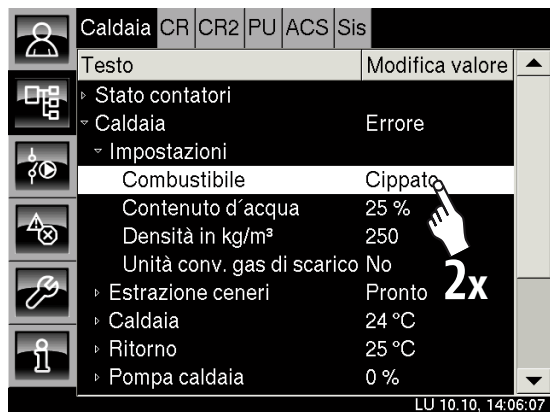 Caldaia CR CR2 PU ACS Sis
Testo Modifica valore
Stato contatori
Caldaia Errore
Impostazioni
Combustibile Cippato
Contenuto d´acqua 25 %
Densità in kg/m³ 250
Unità conv. gas di scarico No
Estrazione ceneri Pronto
2x
Caldaia 24 °C
Ritorno 25 °C
Pompa caldaia 0 %
LU 10.10, 14:06:07